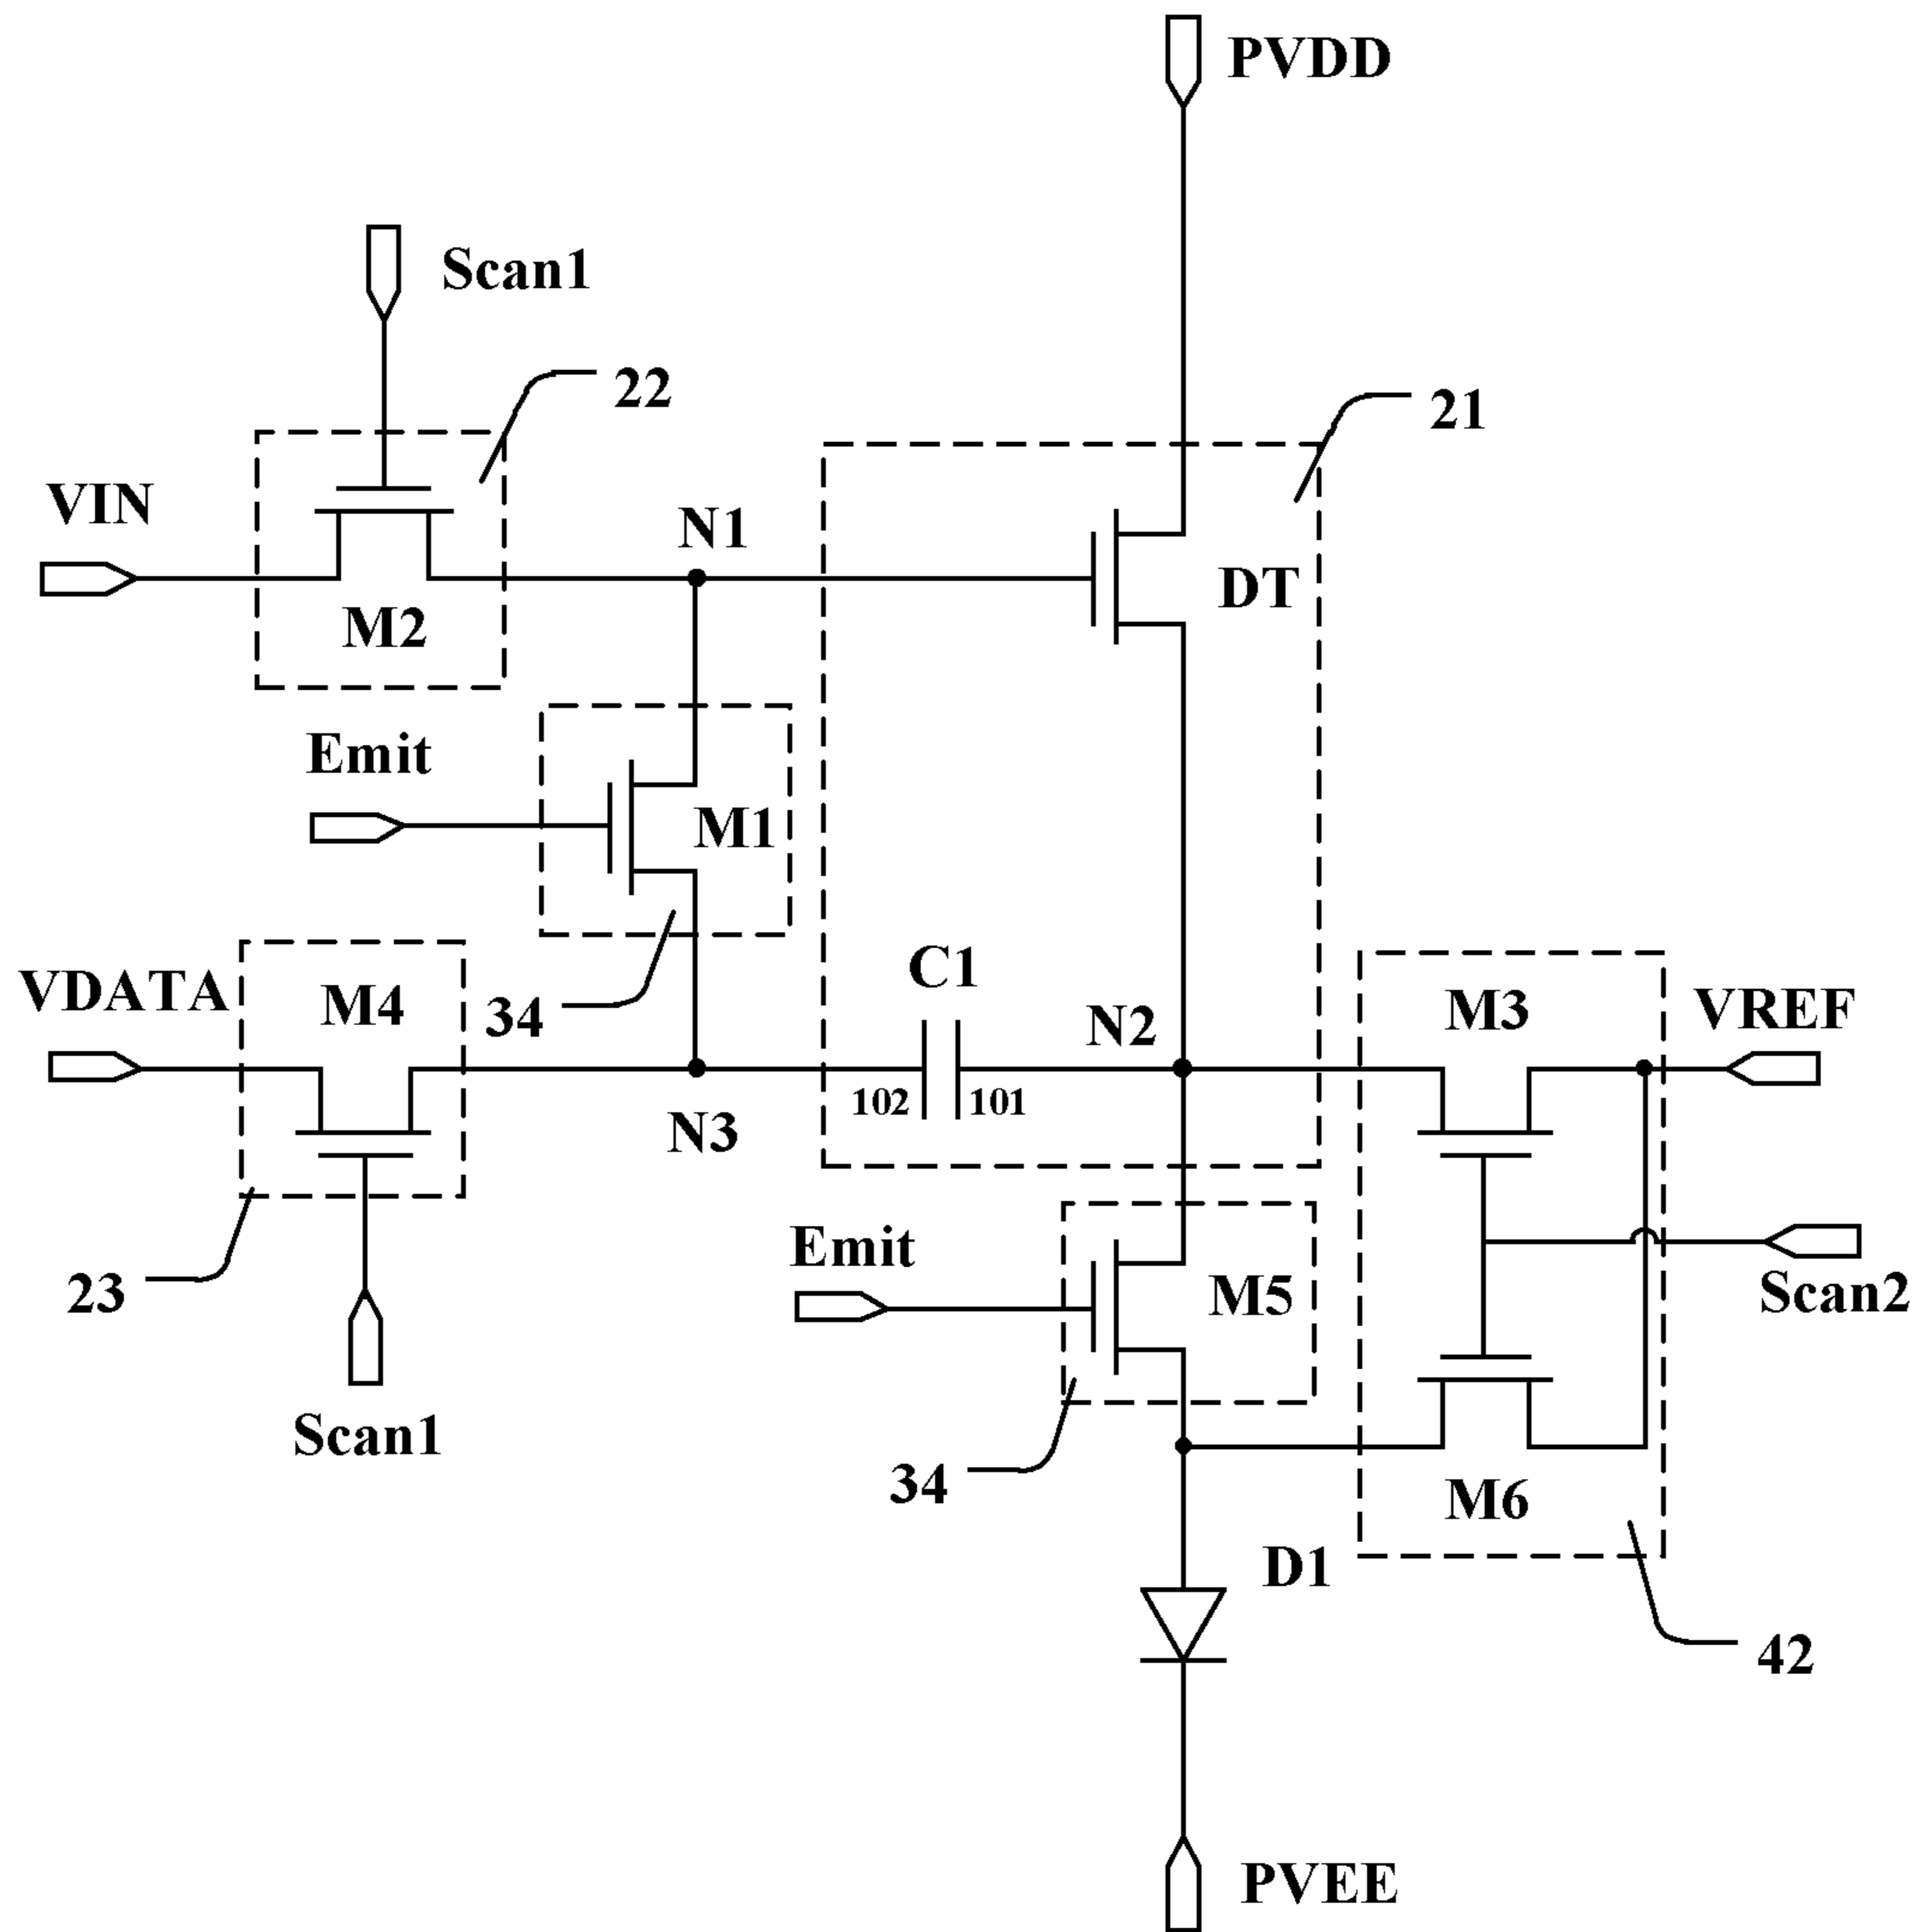 PVDD
Scan1
22
21
VIN
N1
DT
M2
Emit
M1
C1
VDATA
M4
34
N2
M3
VREF
102
101
N3
Emit
M5
23
Scan2
Scan1
34
M6
D1
42
PVEE